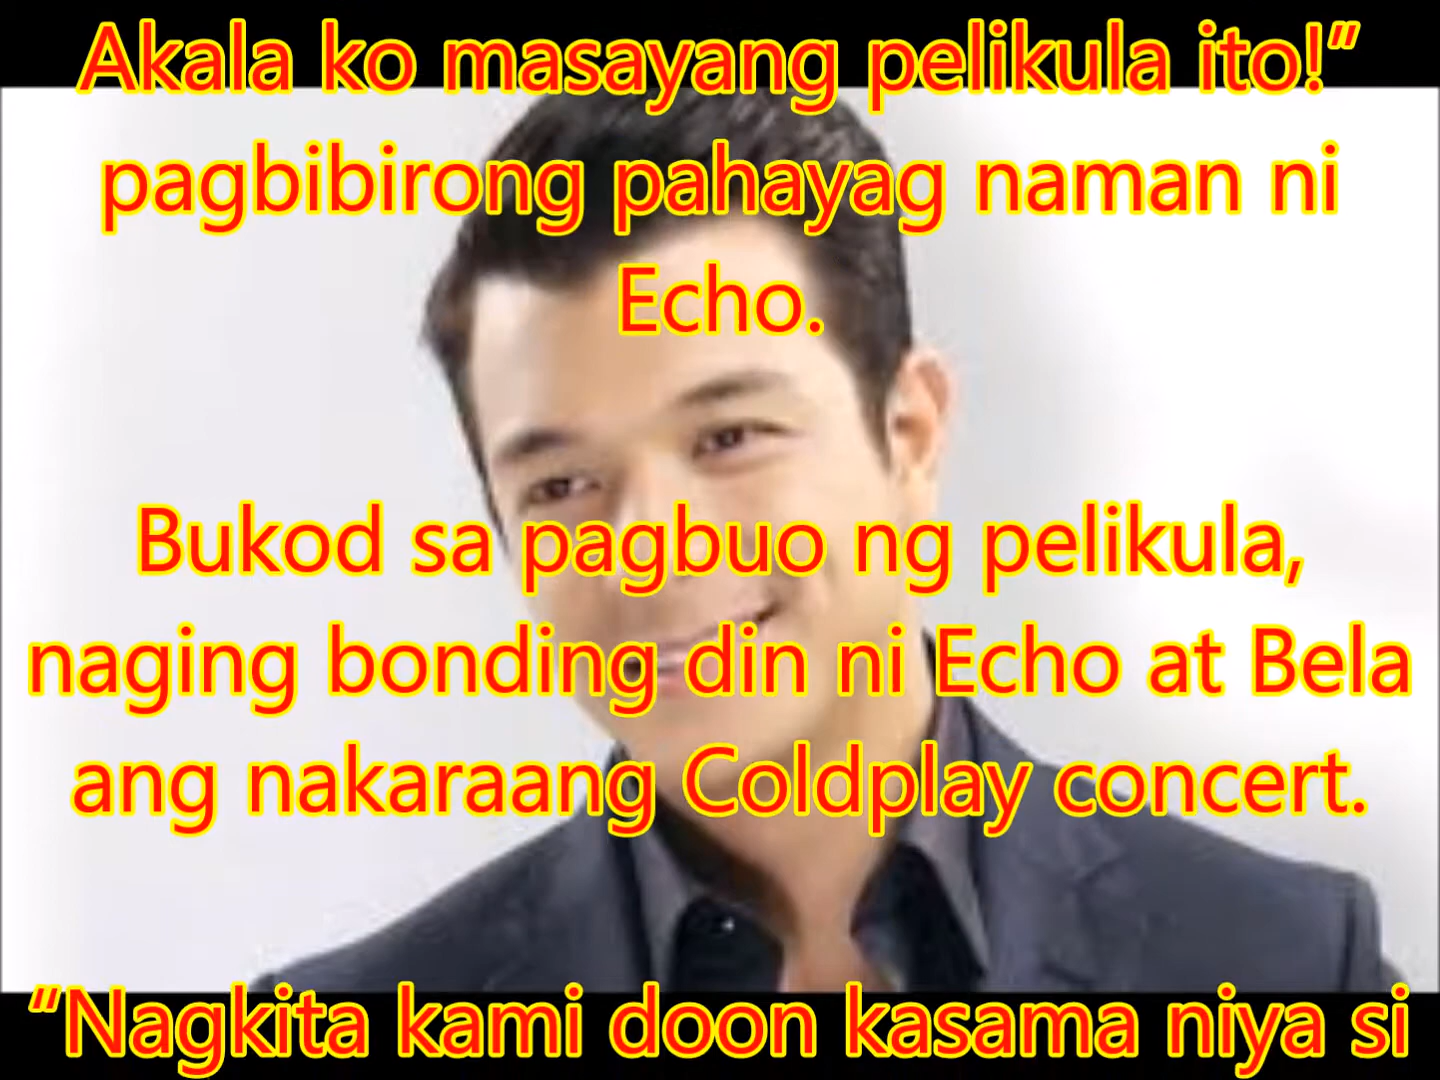 Akala ko masayang pelikula ito!”
pagbibirong pahayag naman ni
Echo.
Bukod sa pagbuo ng pelikula,
naging bonding din ni Echo at Bela
ang nakaraang Coldplay concert.
“Nagkita kami doon kasama niya si